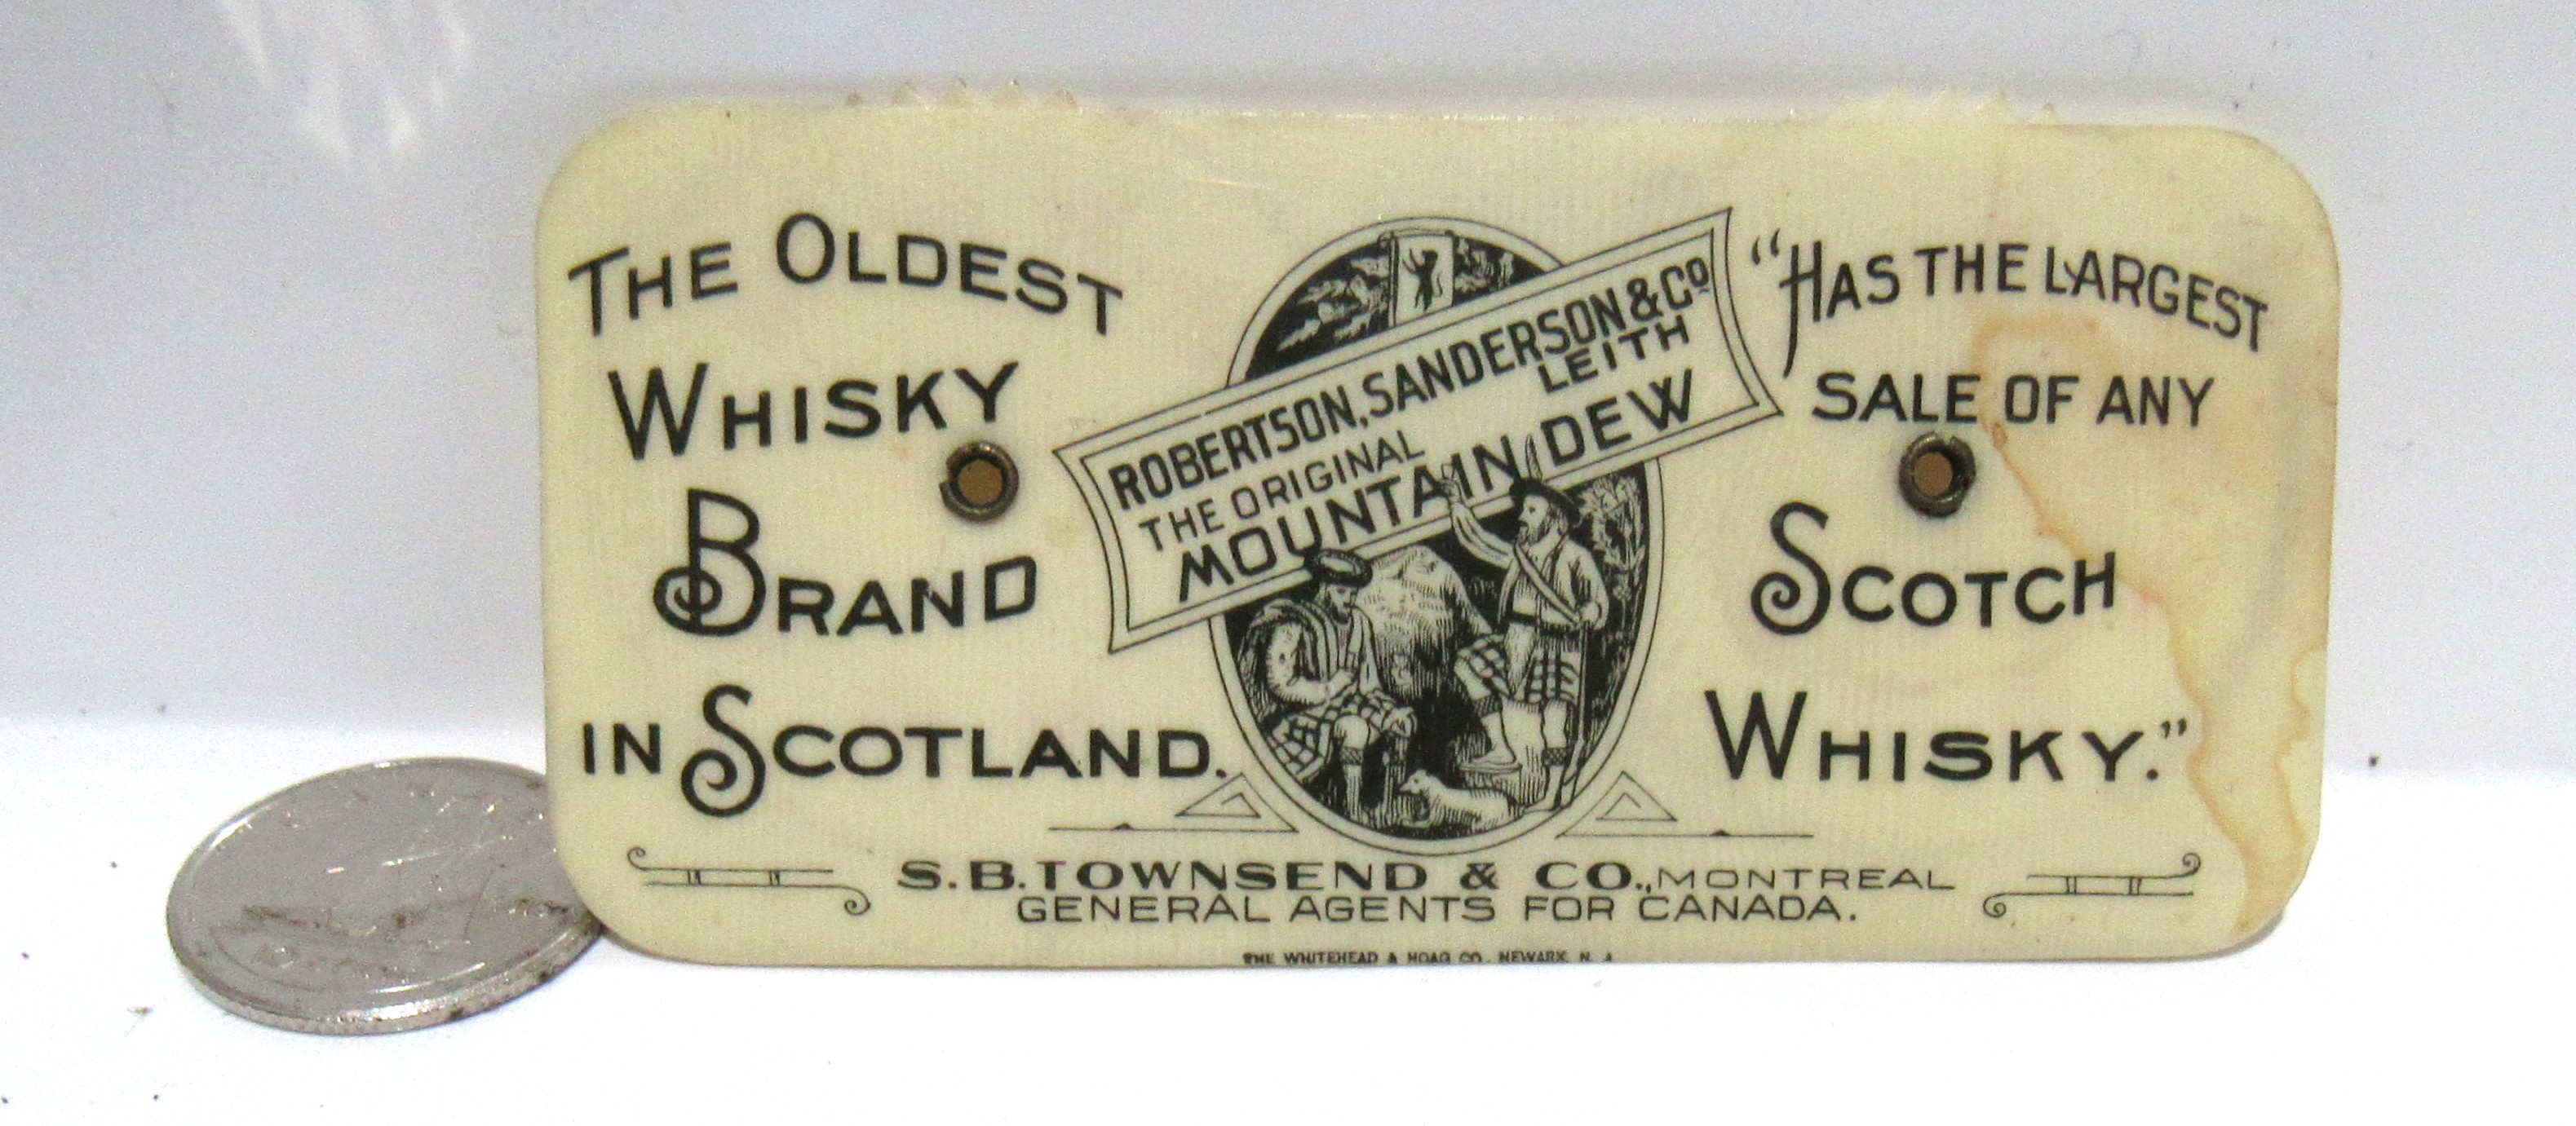 THE OLDEST
WHISKY
BRAND
IN SCOTLAND.
ROBERTSON, SANDERSON & Co
LEITH
THE ORIGINAL
MOUNTAIN DEW
"HAS THE LARGEST
SALE OF ANY
SCOTCH
WHISKY."
S. B. TOWNSEND & CO., MONTREAL
GENERAL AGENTS FOR CANADA.
THE WHITEHEAD & HOAG CO. NEWARK, N. J.